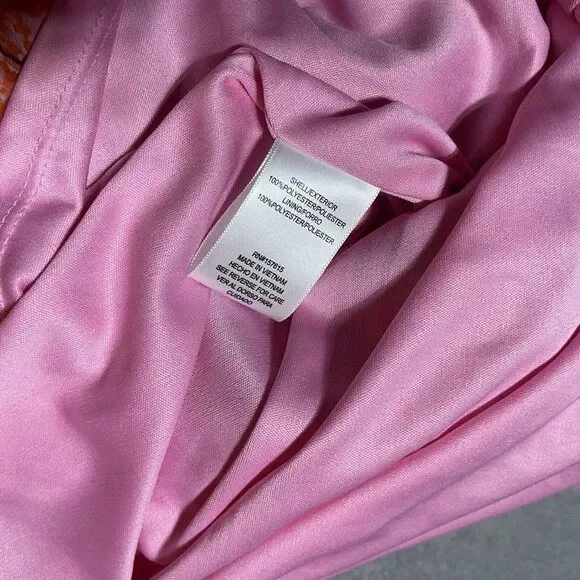 SHELL/EXTERIOR
100%POLYESTER/POLIESTER
LINING/FORRO
100%POLYESTER/POLIESTER
RN#157615
MADE IN VIETNAM
HECHO EN VIETNAM
SEE REVERSE FOR CARE
VER AL DORSO PARA
CUIDADO